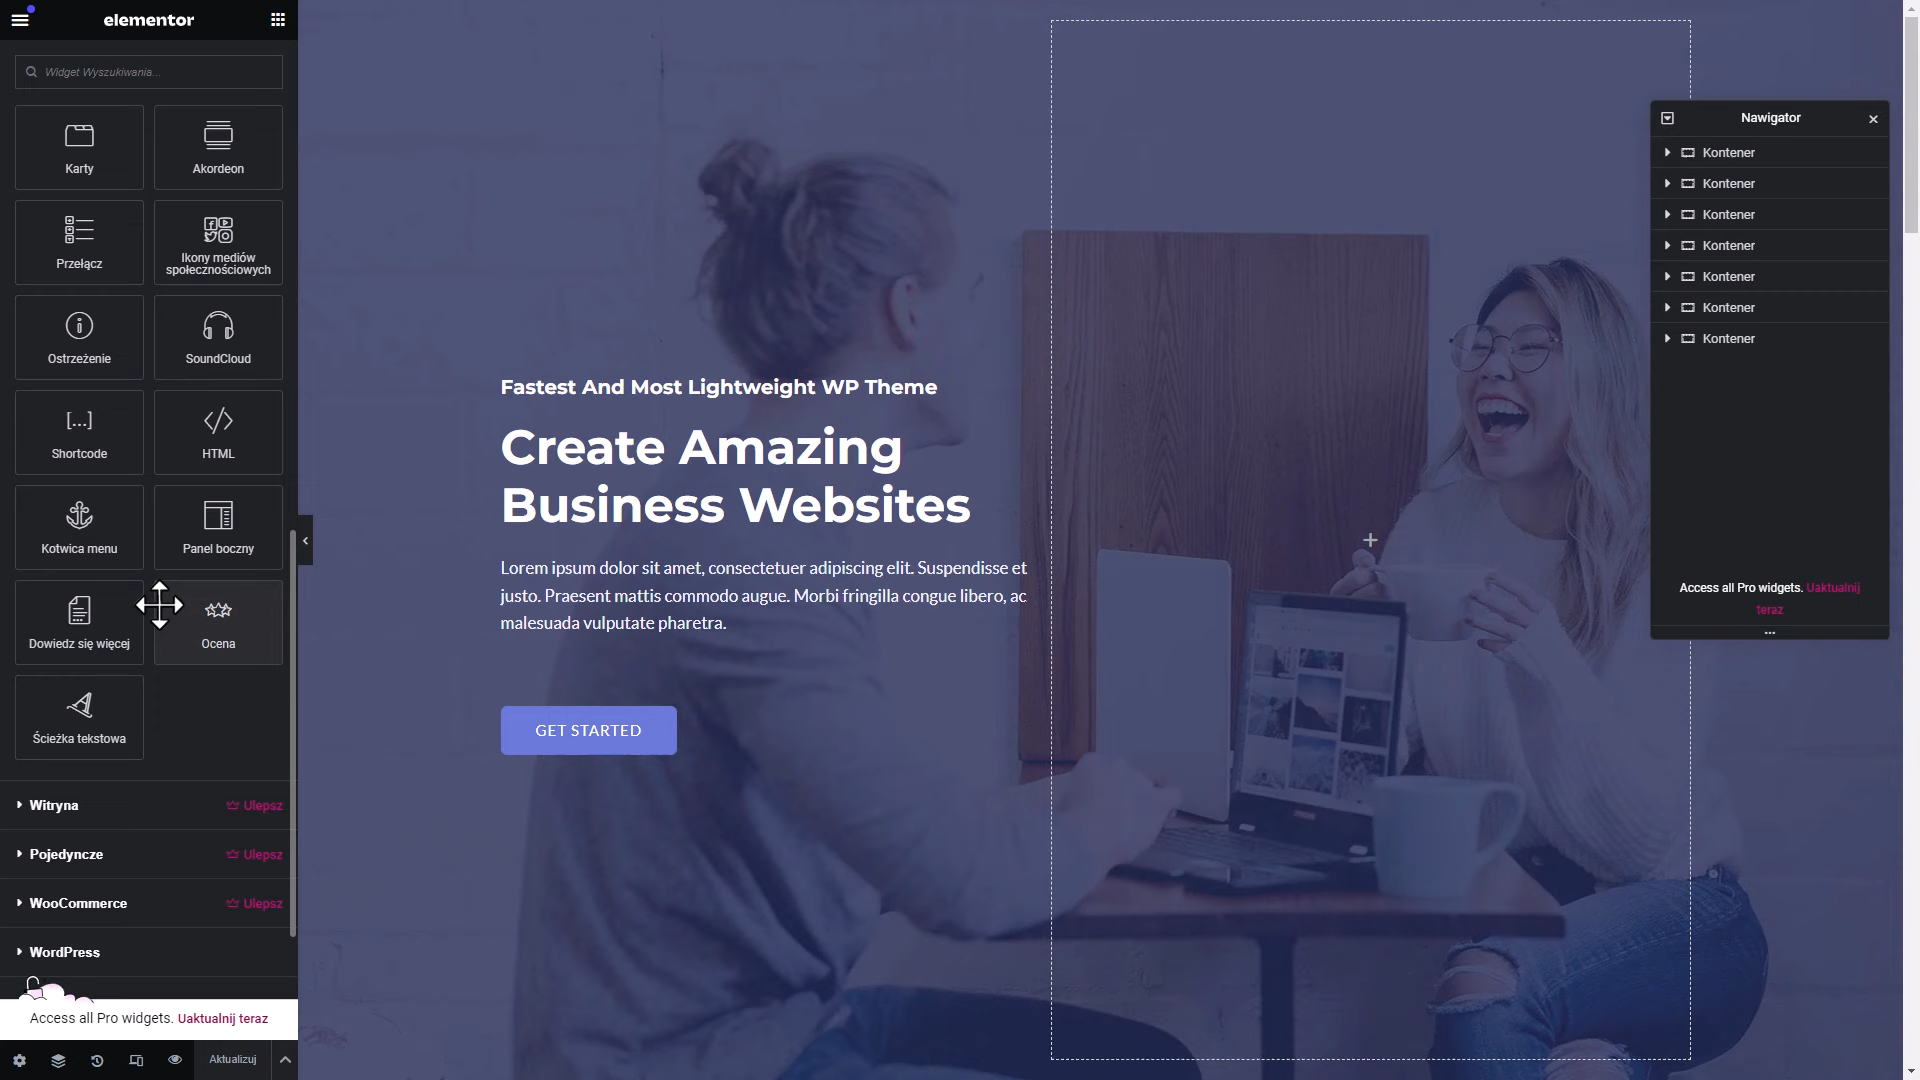 elementor
Widget Wyszukiwania...
Karty
Akordeon
Przełącz
Ikony mediów
społecznościowych
Ostrzeżenie
SoundCloud
[...]
Shortcode
HTML
Kotwica menu
Panel boczny
Dowiedz się więcej
Ocena
Ścieżka tekstowa
Witryna
Ulepsz
Pojedyncze
Ulepsz
WooCommerce
Ulepsz
WordPress
Access all Pro widgets. Uaktualnij teraz
Aktualizuj
Fastest And Most Lightweight WP Theme
Create Amazing
Business Websites
Lorem ipsum dolor sit amet, consectetuer adipiscing elit. Suspendisse et
justo. Praesent mattis commodo augue. Morbi fringilla congue libero, ac
malesuada vulputate pharetra.
GET STARTED
Nawigator
Kontener
Kontener
Kontener
Kontener
Kontener
Kontener
Kontener
Access all Pro widgets. Uaktualnij
teraz